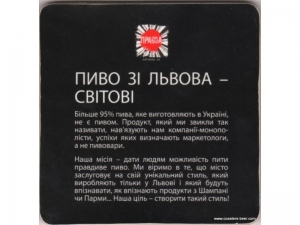 ПРАВДА
ПИВО ЗІ ЛЬВОВА –
СВІТОВІ
Більше 95% пива, яке виготовляють в Україні,
не є пивом. Продукт, який ми звикли так
називати, нав'язують нам компанії-монопо-
лісти, успіхи яких визначають маркетологи,
а не пивовари.
Наша місія – дати людям можливість пити
правдиве пиво. Ми віримо в те, що місто
заслуговує на свій унікальний стиль, який
виробляють тільки у Львові і який будуть
впізнавати, як впізнають продукти з Шампані
чи Парми... Наша ціль – створити такий стиль!
www.coasters-beer.com